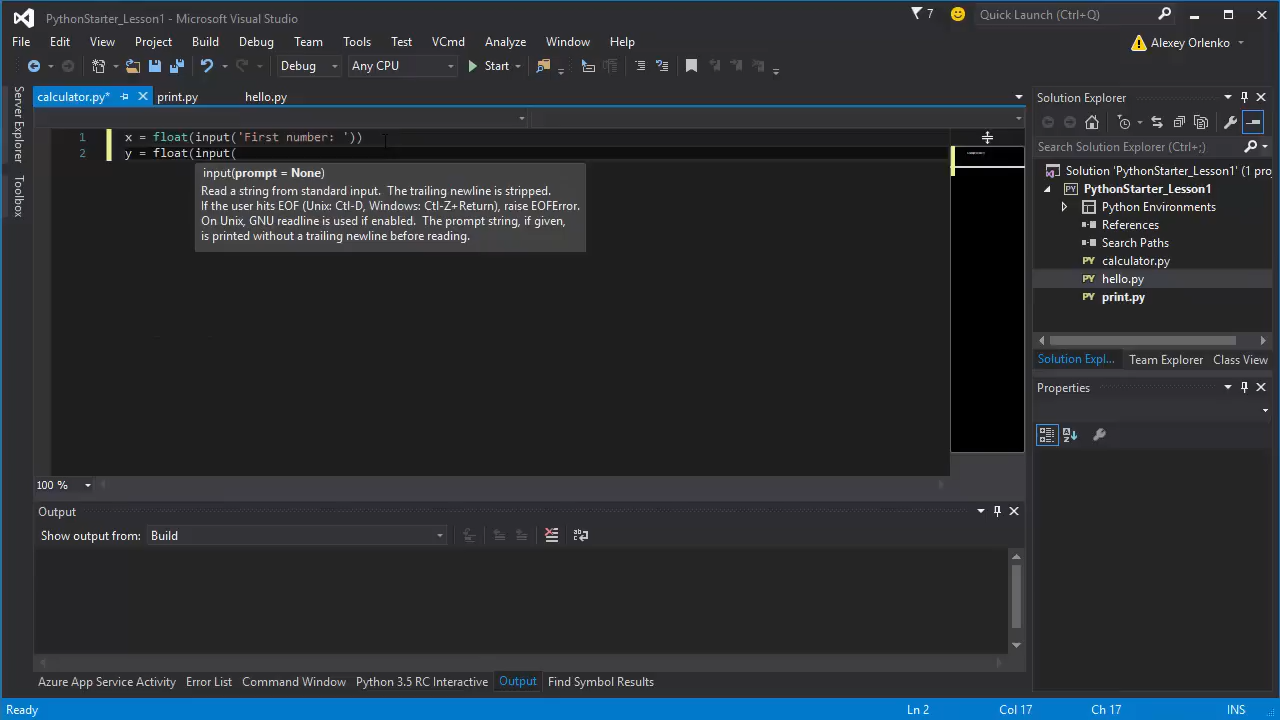 PythonStarter_Lesson1 - Microsoft Visual Studio
7
Quick Launch (Ctrl+Q)
File Edit View Project Build Debug Team Tools Test VCmd Analyze Window Help
Alexey Orlenko
Debug Any CPU Start
calculator.py* print.py hello.py
Server Explorer
Toolbox
1 x = float(input('First number: '))
2 y = float(input(
input(prompt = None)
Read a string from standard input. The trailing newline is stripped.
If the user hits EOF (Unix: Ctl-D, Windows: Ctl-Z+Return), raise EOFError.
On Unix, GNU readline is used if enabled. The prompt string, if given,
is printed without a trailing newline before reading.
100 %
Solution Explorer
Search Solution Explorer (Ctrl+;)
Solution 'PythonStarter_Lesson1' (1 proj
PythonStarter_Lesson1
Python Environments
References
Search Paths
PY calculator.py
PY hello.py
PY print.py
Solution Expl... Team Explorer Class View
Properties
Output
Show output from: Build
Azure App Service Activity Error List Command Window Python 3.5 RC Interactive Output Find Symbol Results
Ready Ln 2 Col 17 Ch 17 INS